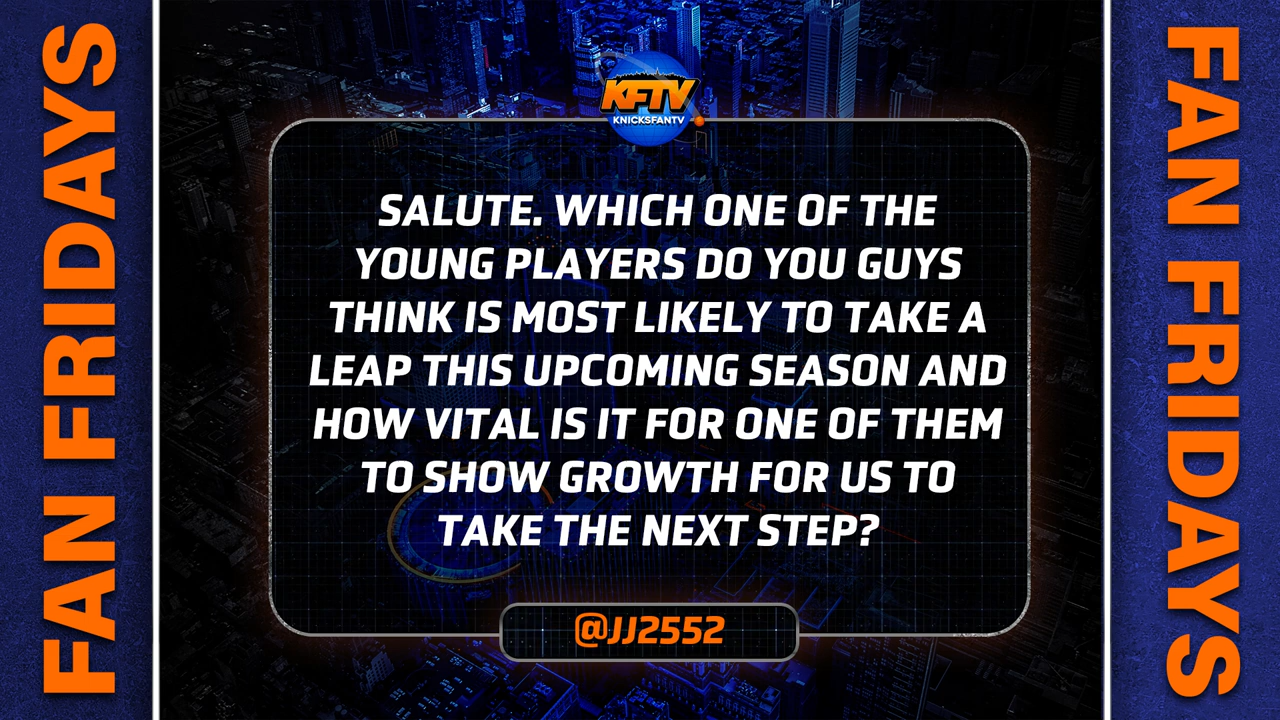 FAN FRIDAYS
KFTV
KNICKSFANTV
SALUTE. WHICH ONE OF THE
YOUNG PLAYERS DO YOU GUYS
THINK IS MOST LIKELY TO TAKE A
LEAP THIS UPCOMING SEASON AND
HOW VITAL IS IT FOR ONE OF THEM
TO SHOW GROWTH FOR US TO
TAKE THE NEXT STEP?
@JJ2552
FAN FRIDAYS